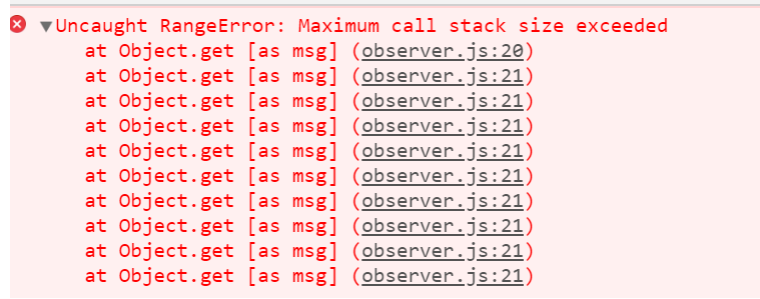 Uncaught RangeError: Maximum call stack size exceeded
at Object.get [as msg] (observer.js:20)
at Object.get [as msg] (observer.js:21)
at Object.get [as msg] (observer.js:21)
at Object.get [as msg] (observer.js:21)
at Object.get [as msg] (observer.js:21)
at Object.get [as msg] (observer.js:21)
at Object.get [as msg] (observer.js:21)
at Object.get [as msg] (observer.js:21)
at Object.get [as msg] (observer.js:21)
at Object.get [as msg] (observer.js:21)